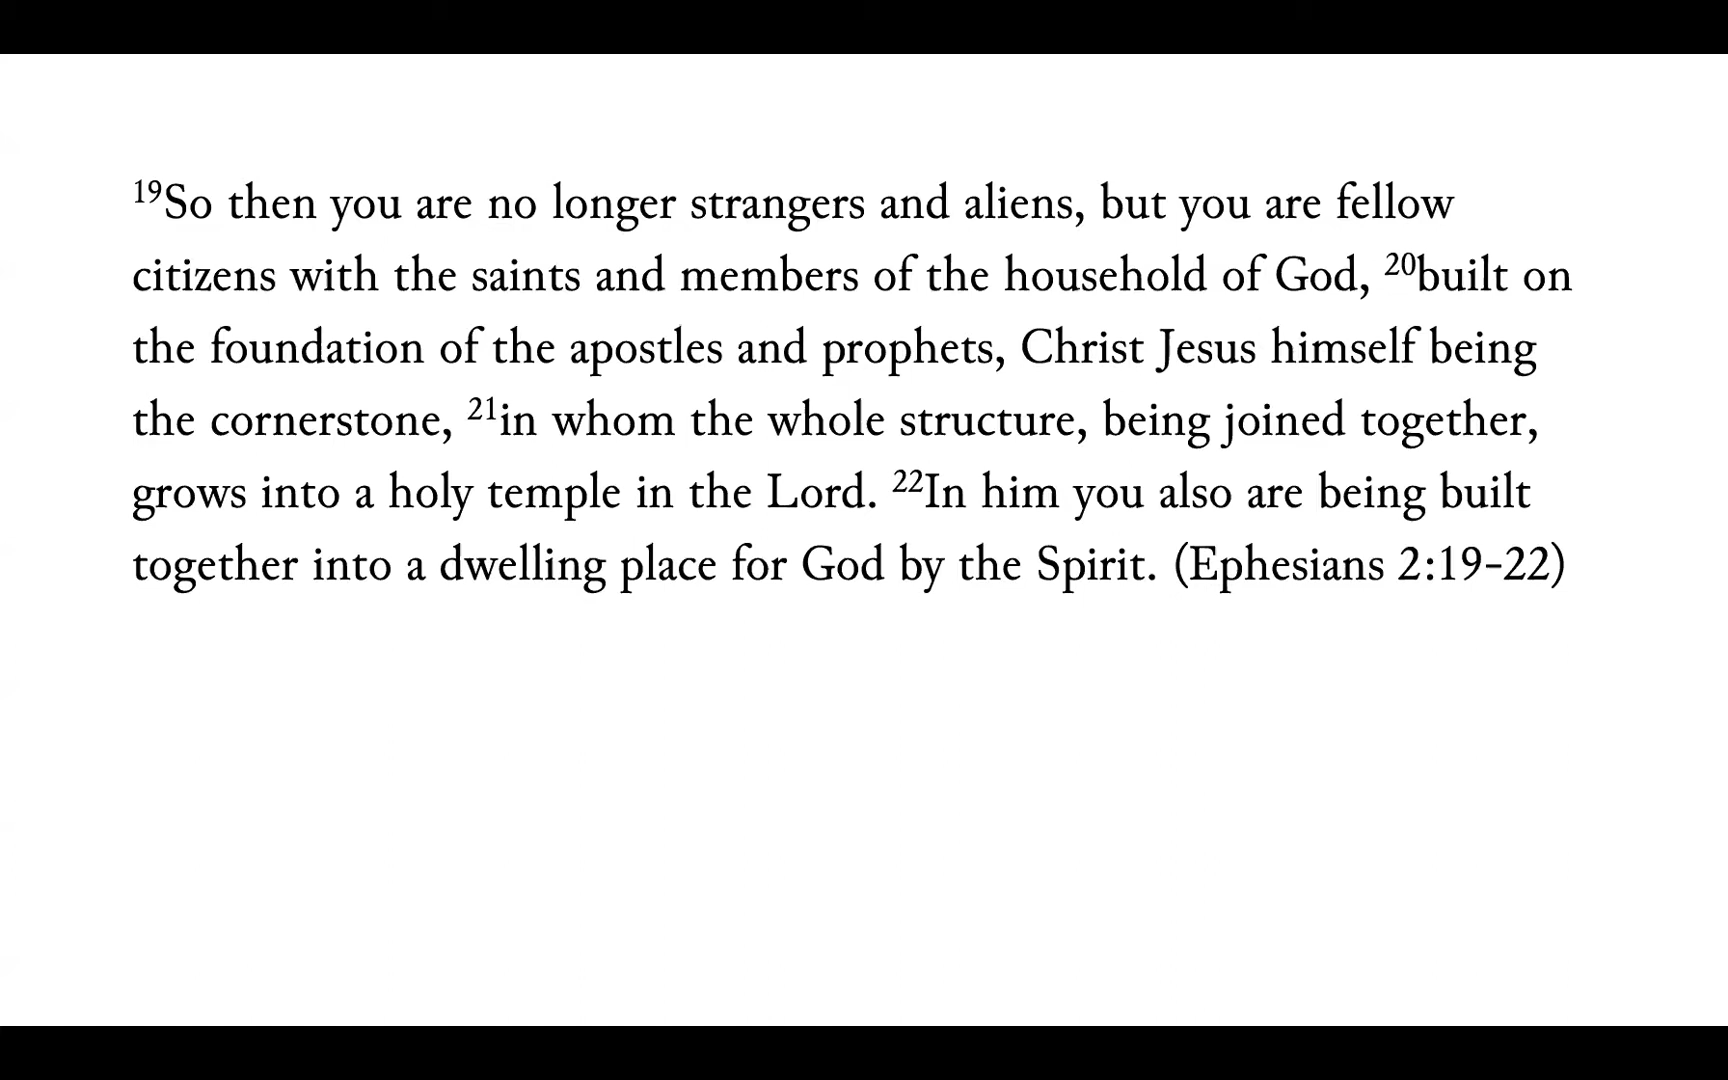 ¹⁹So then you are no longer strangers and aliens, but you are fellow
citizens with the saints and members of the household of God, ²⁰built on
the foundation of the apostles and prophets, Christ Jesus himself being
the cornerstone, ²¹in whom the whole structure, being joined together,
grows into a holy temple in the Lord. ²²In him you also are being built
together into a dwelling place for God by the Spirit. (Ephesians 2:19-22)